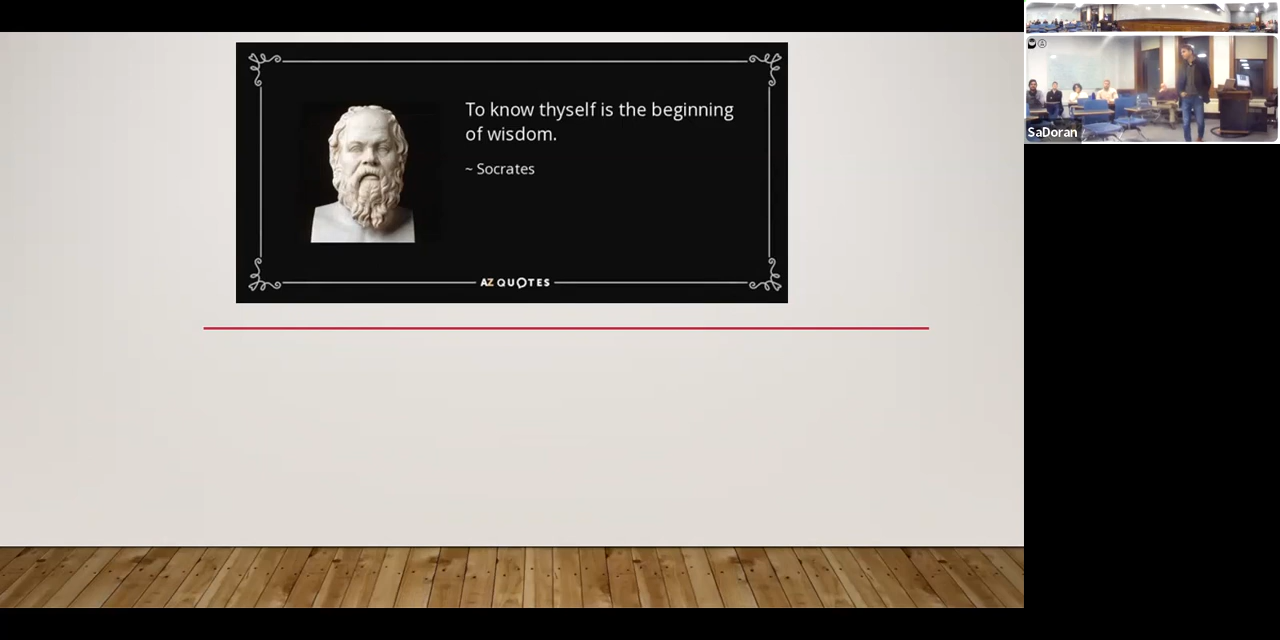 To know thyself is the beginning
of wisdom.
~ Socrates
AZ QUOTES
SaDoran